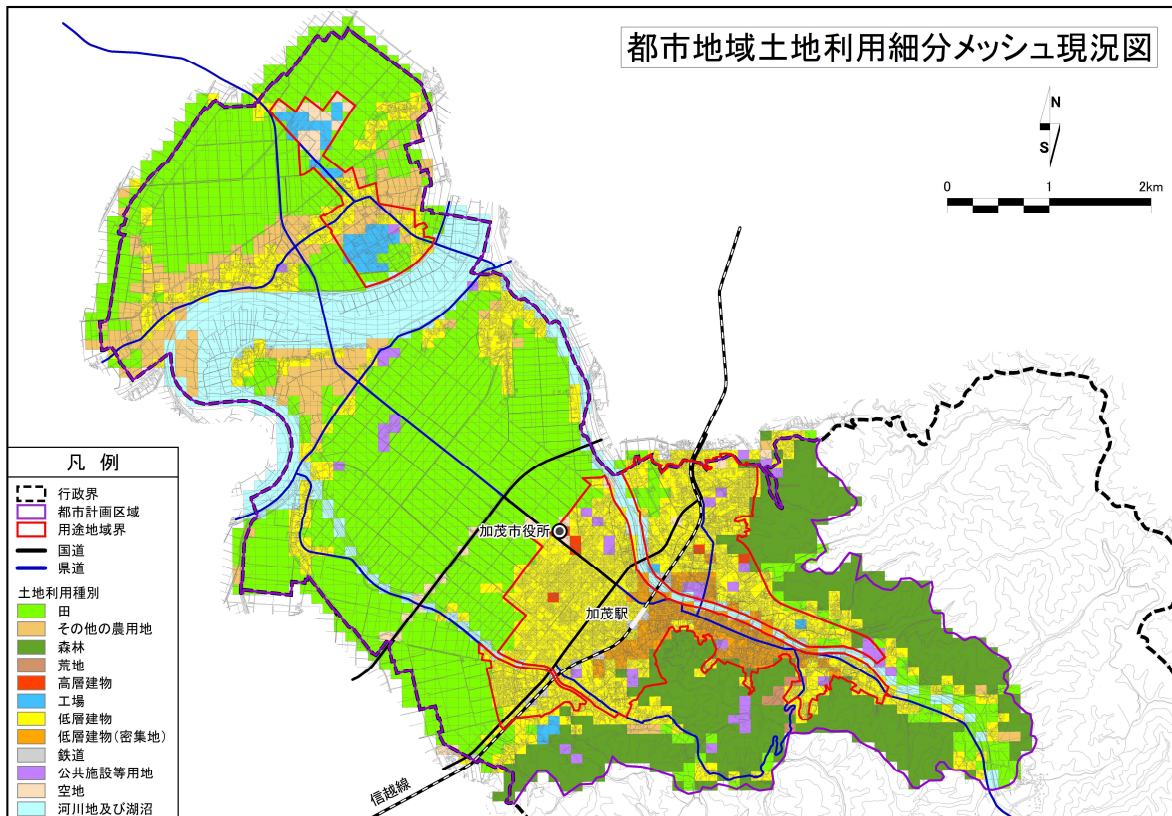 都市地域土地利用細分メッシュ現況図
N
S
0 1 2km
加茂市役所
加茂駅
信越線
凡 例
行政界
都市計画区域
用途地域界
国道
県道
土地利用種別
田
その他の農用地
森林
荒地
高層建物
工場
低層建物
低層建物(密集地)
鉄道
公共施設等用地
空地
河川地及び湖沼